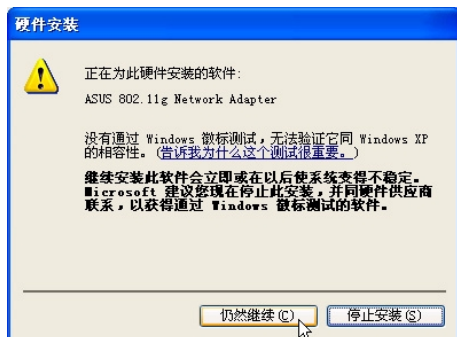 硬件安装
正在为此硬件安装的软件:
ASUS 802.11g Network Adapter
没有通过 Windows 徽标测试，无法验证它同 Windows XP
的相容性。(告诉我为什么这个测试很重要。)
继续安装此软件会立即或在以后使系统变得不稳定。
Microsoft 建议您现在停止此安装，并同硬件供应商
联系，以获得通过 Windows 徽标测试的软件。
仍然继续(C) 停止安装(S)